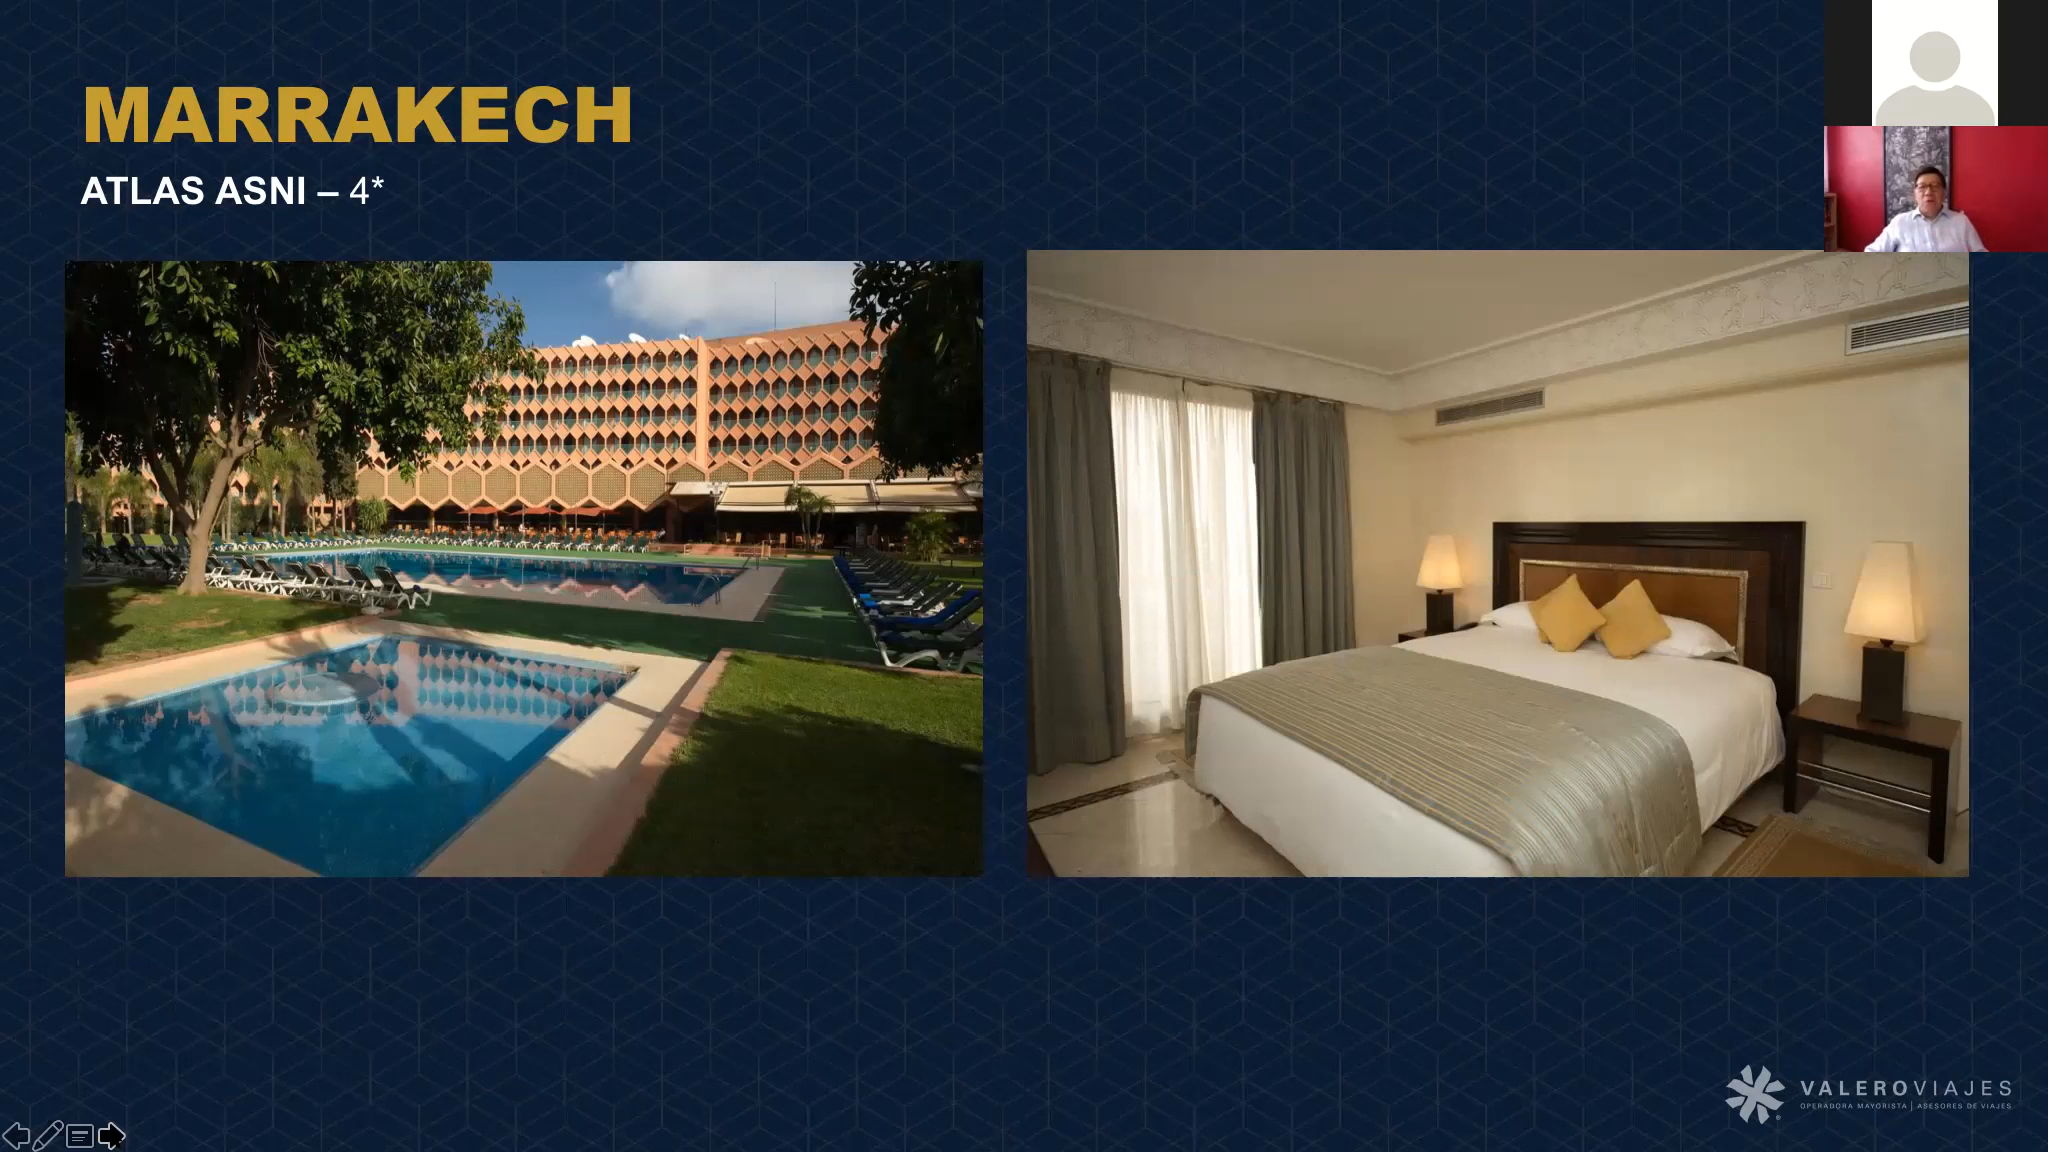 MARRAKECH
ATLAS ASNI – 4*
VALEROVIAJES
OPERADORA MAYORISTA | ASESORES DE VIAJES